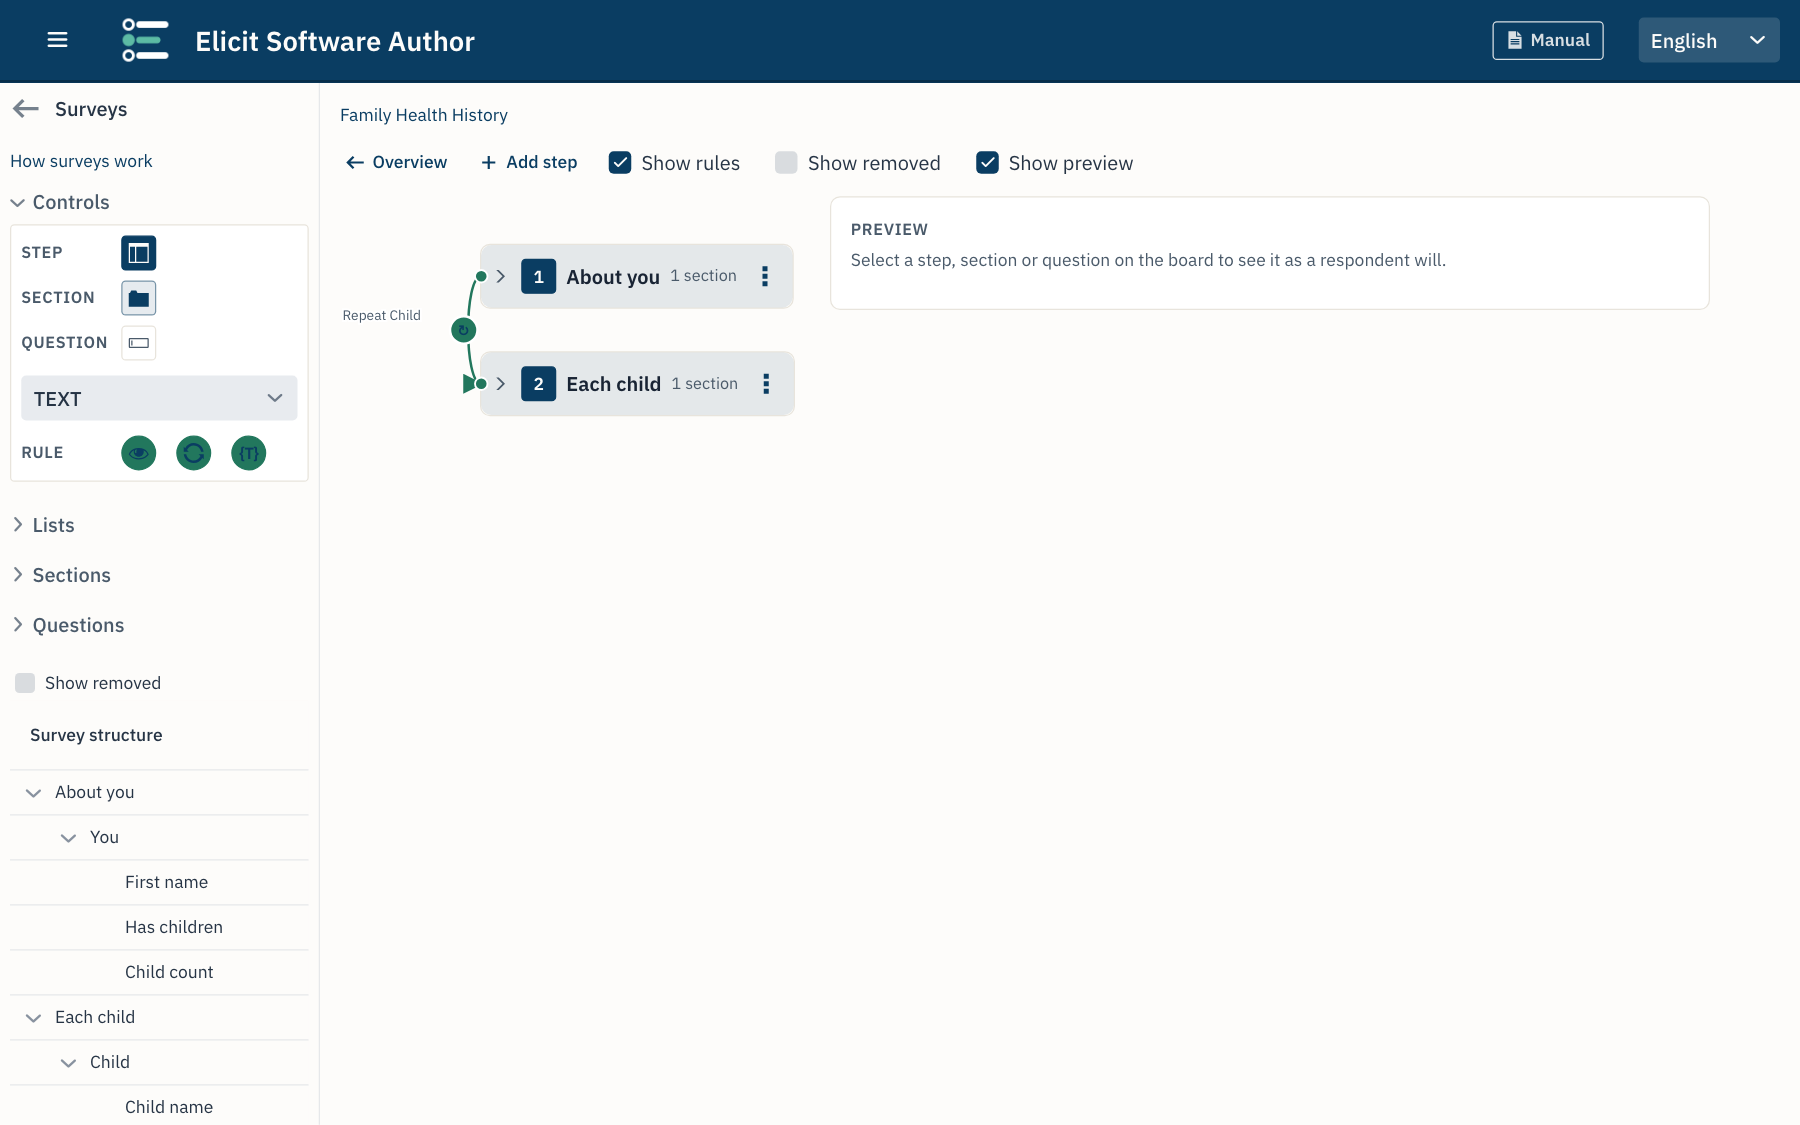 Elicit Software Author
Manual
English
Surveys
How surveys work
Controls
STEP
SECTION
QUESTION
TEXT
RULE
{T}
Lists
Sections
Questions
Show removed
Survey structure
About you
You
First name
Has children
Child count
Each child
Child
Child name
Family Health History
Overview
Add step
Show rules
Show removed
Show preview
1 About you 1 section
Repeat Child
2 Each child 1 section
PREVIEW
Select a step, section or question on the board to see it as a respondent will.